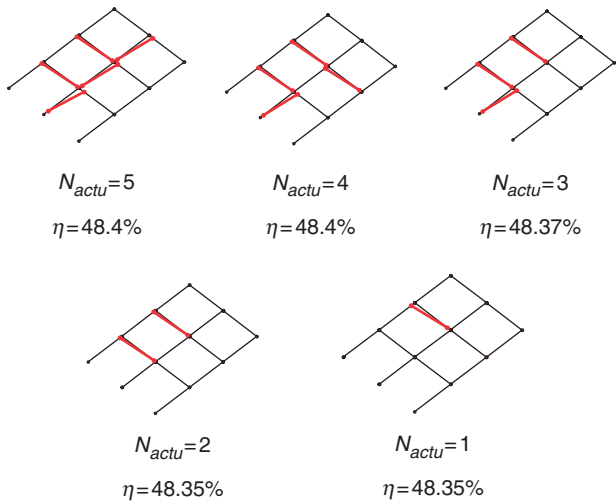 N_actu=5
N_actu=4
N_actu=3
η=48.4%
η=48.4%
η=48.37%
N_actu=2
N_actu=1
η=48.35%
η=48.35%